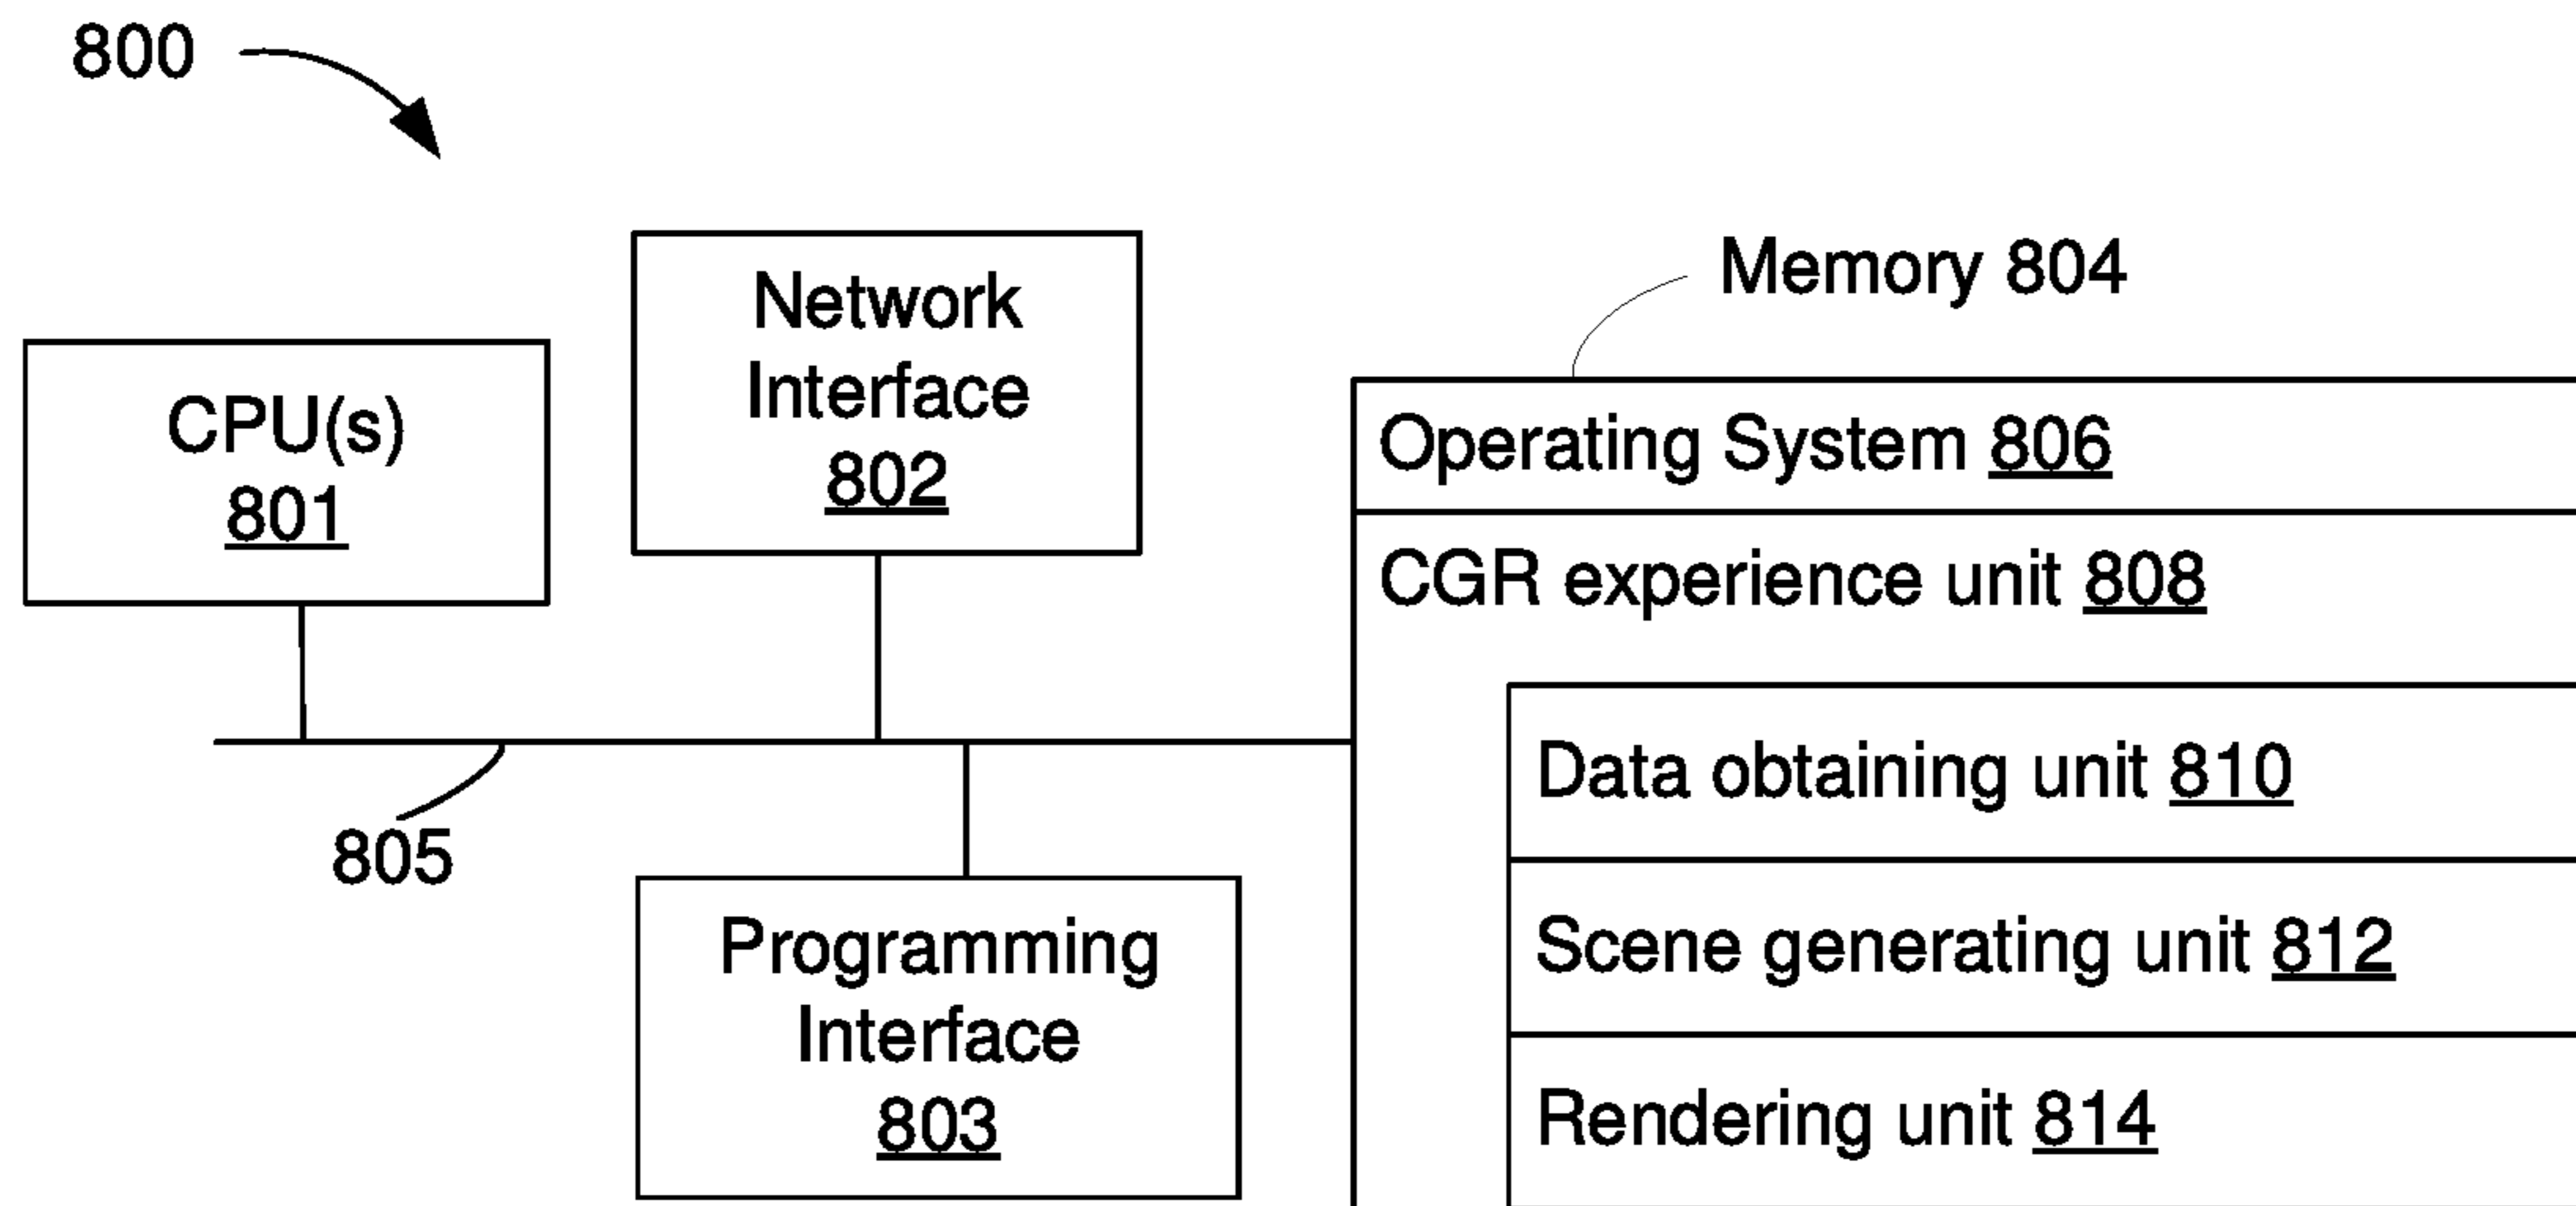 800
CPU(s)
801
Network
Interface
802
805
Programming
Interface
803
Memory 804
Operating System 806
CGR experience unit 808
Data obtaining unit 810
Scene generating unit 812
Rendering unit 814